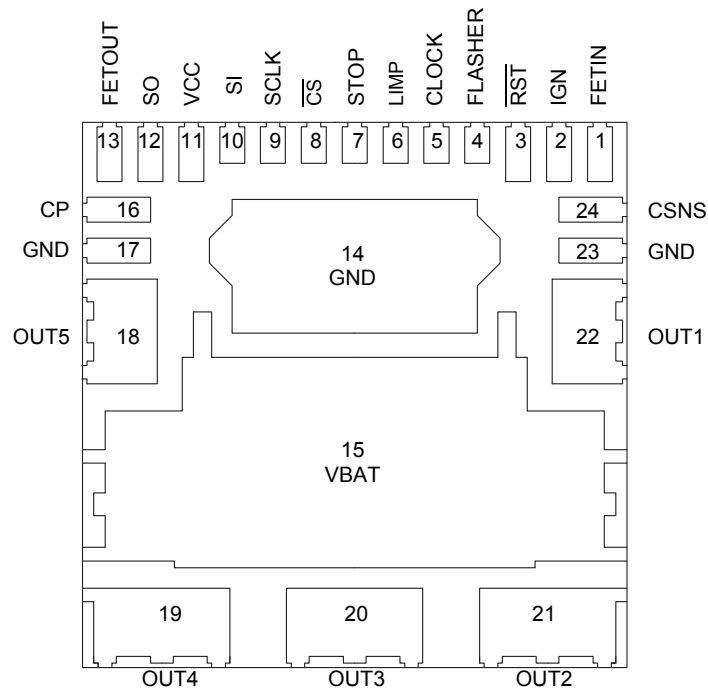 FETOUT
SO
VCC
SI
SCLK
CS
STOP
LIMP
CLOCK
FLASHER
RST
IGN
FETIN
13 12 11 10 9 8 7 6 5 4 3 2 1
CP 16 24 CSNS
GND 17 14 23 GND
GND
OUT5 18 22 OUT1
15
VBAT
19 20 21
OUT4 OUT3 OUT2